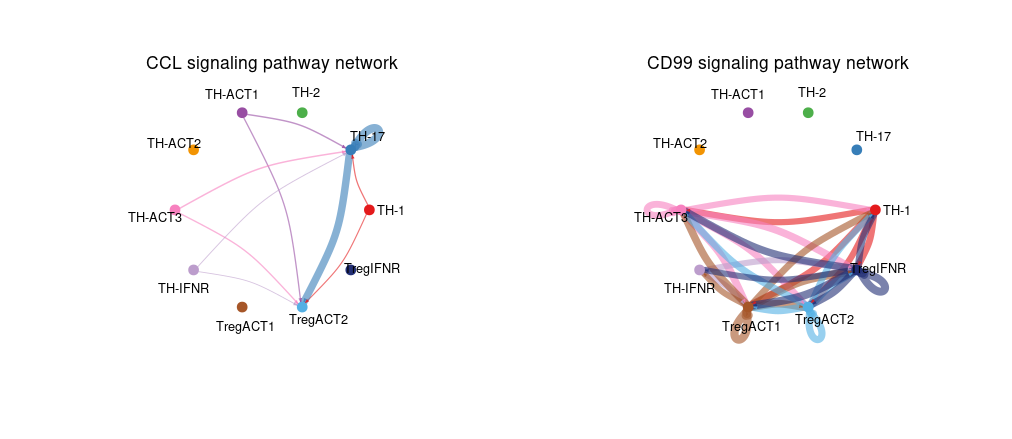 CCL signaling pathway network
TH-ACT1
TH-2
TH-17
TH-ACT2
TH-ACT3
TH-1
TregIFNR
TH-IFNR
TregACT2
TregACT1
CD99 signaling pathway network
TH-ACT1
TH-2
TH-17
TH-ACT2
TH-ACT3
TH-1
TregIFNR
TH-IFNR
TregACT2
TregACT1